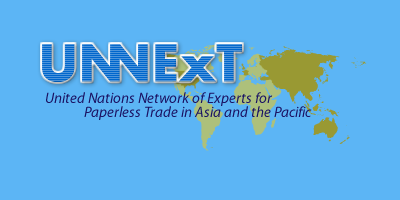 UNNExT
United Nations Network of Experts for
Paperless Trade in Asia and the Pacific